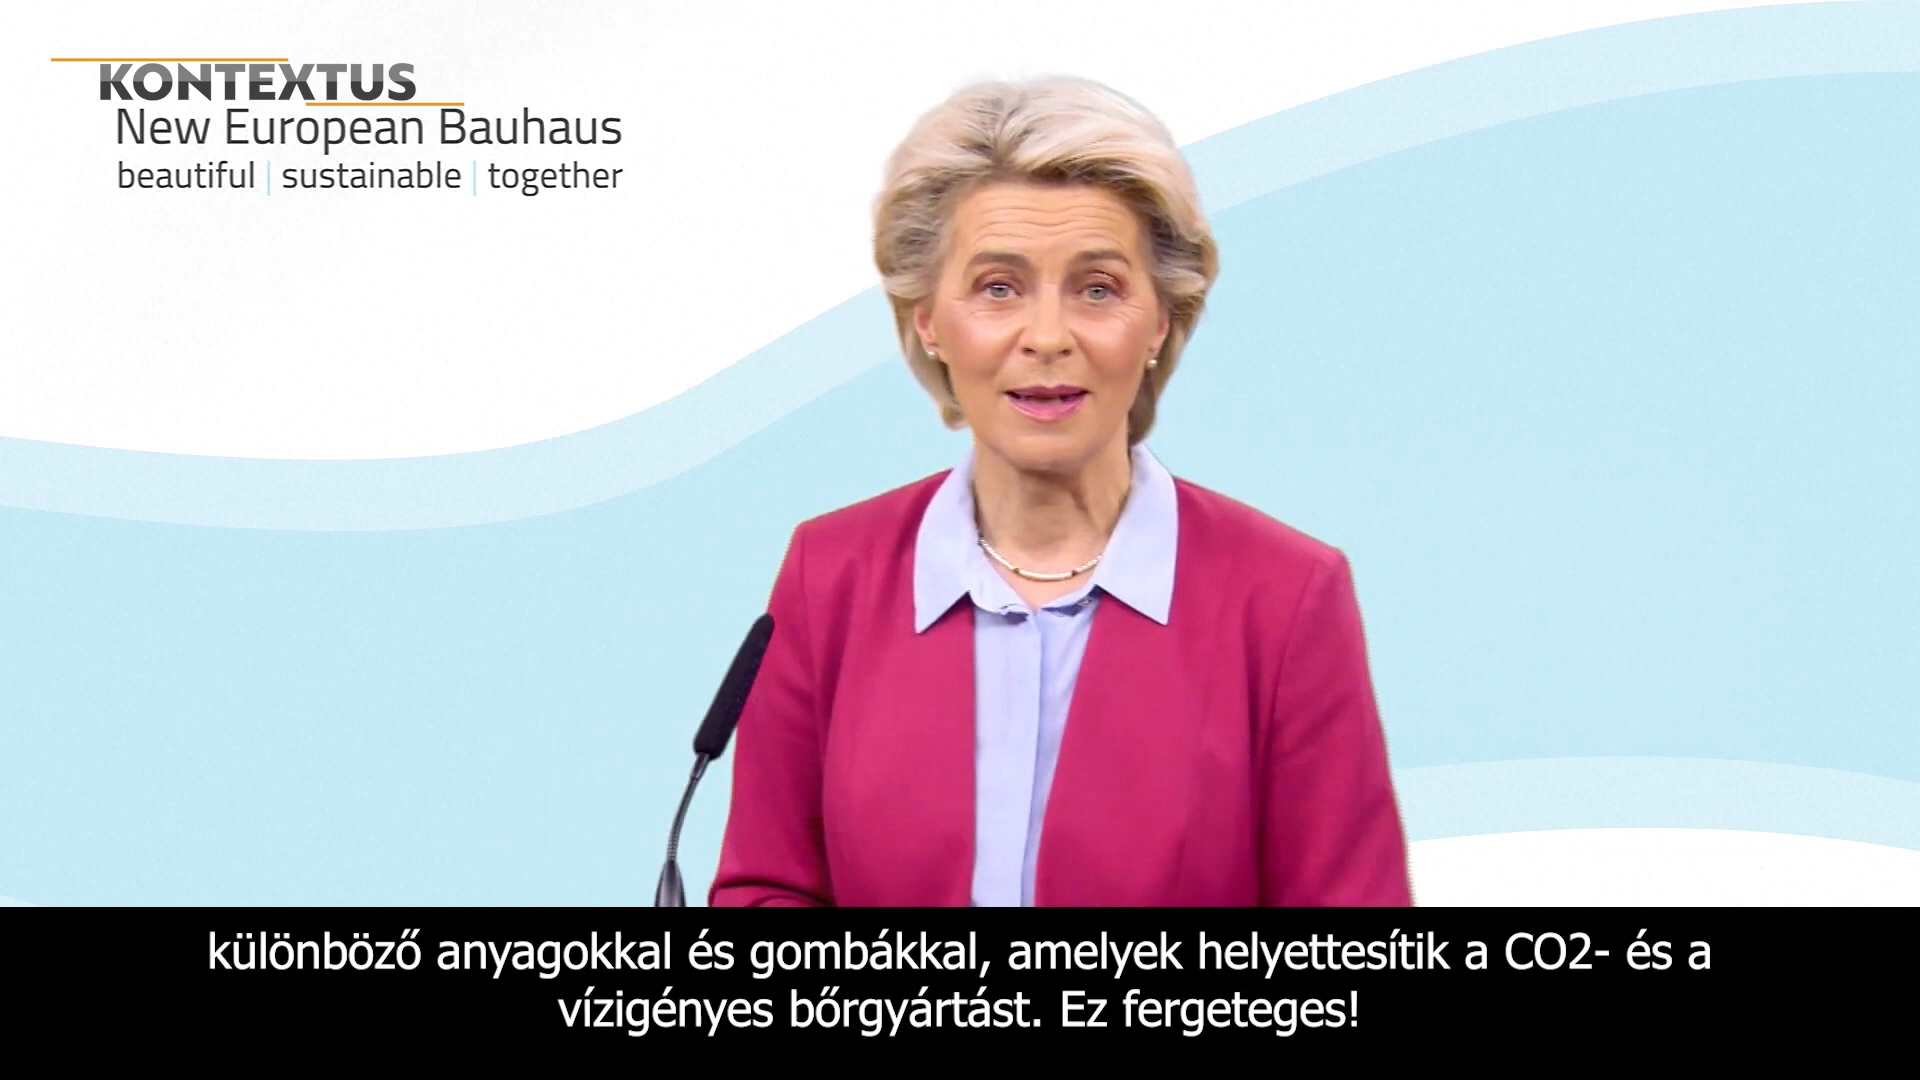 KONTEXTUS
New European Bauhaus
beautiful | sustainable | together
különböző anyagokkal és gombákkal, amelyek helyettesítik a CO2- és a
vízigényes bőrgyártást. Ez fergeteges!